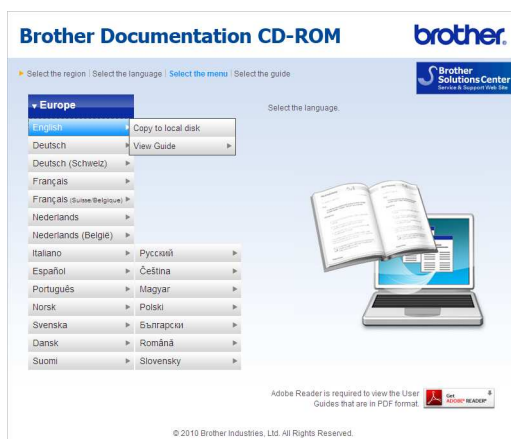 Brother Documentation CD-ROM
brother.
Select the region | Select the language | Select the menu | Select the guide
Brother
Solutions Center
Service & Support Web Site
Europe
Select the language.
English
Copy to local disk
Deutsch
View Guide
Deutsch (Schweiz)
Français
Français (Suisse/Belgique)
Nederlands
Nederlands (België)
Italiano
Русский
Español
Čeština
Português
Magyar
Norsk
Polski
Svenska
Български
Dansk
Română
Suomi
Slovensky
Adobe Reader is required to view the User
Guides that are in PDF format.
Get
ADOBE® READER®
© 2010 Brother Industries, Ltd. All Rights Reserved.